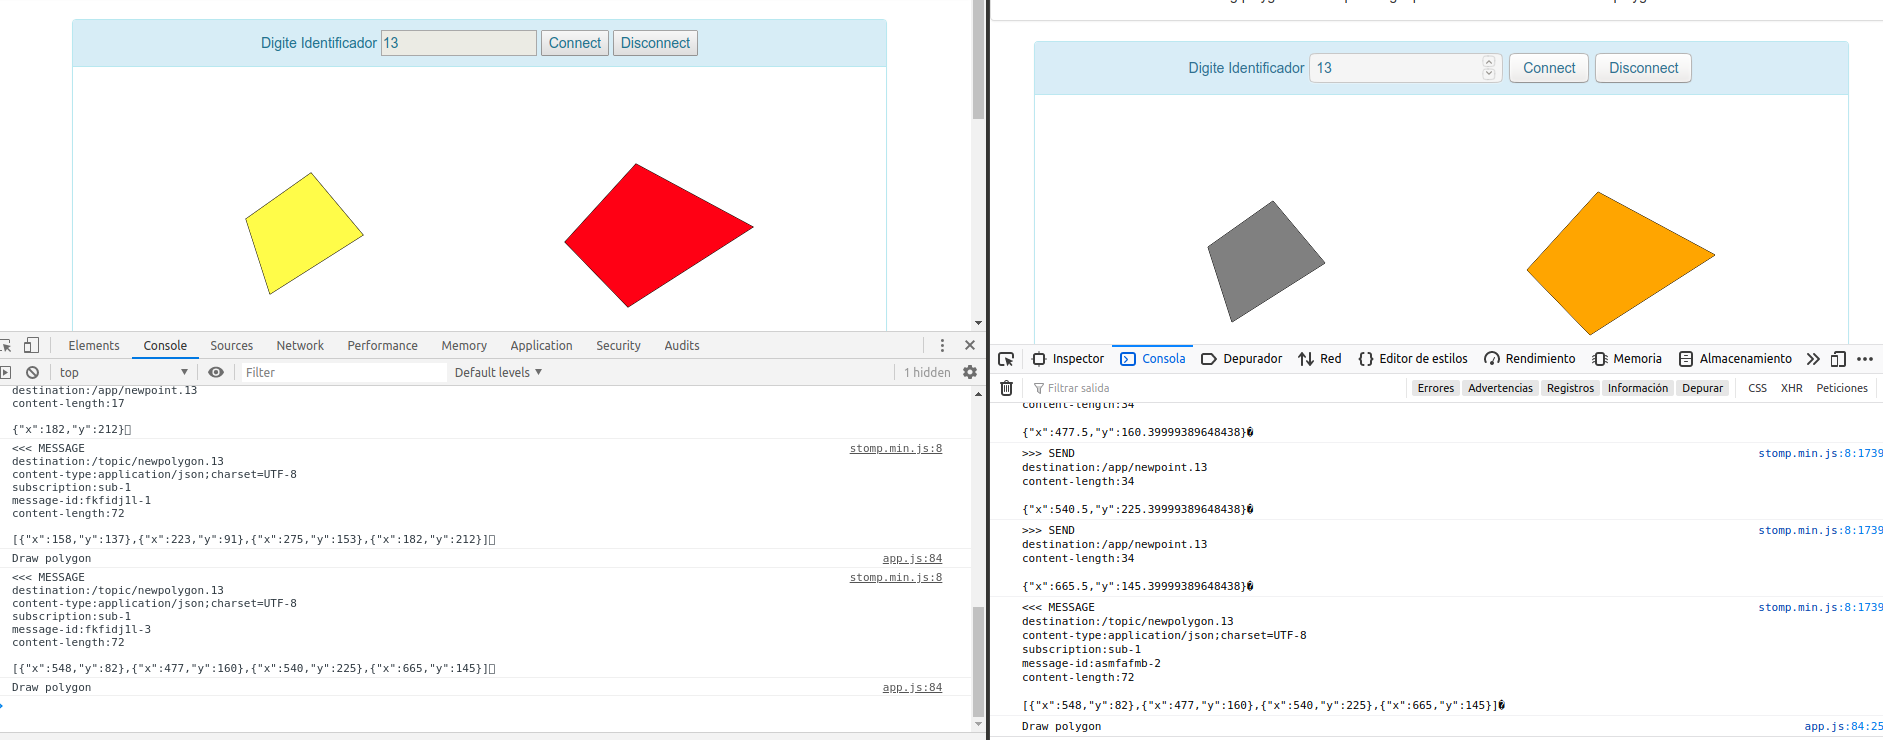 Digite Identificador 13 Connect Disconnect
Elements Console Sources Network Performance Memory Application Security Audits
top Filter Default levels 1 hidden
destination:/app/newpoint.13
content-length:17
{"x":182,"y":212}
<<< MESSAGE stomp.min.js:8
destination:/topic/newpolygon.13
content-type:application/json;charset=UTF-8
subscription:sub-1
message-id:fkfidj1l-1
content-length:72
[{"x":158,"y":137},{"x":223,"y":91},{"x":275,"y":153},{"x":182,"y":212}]
Draw polygon app.js:84
<<< MESSAGE stomp.min.js:8
destination:/topic/newpolygon.13
content-type:application/json;charset=UTF-8
subscription:sub-1
message-id:fkfidj1l-3
content-length:72
[{"x":548,"y":82},{"x":477,"y":160},{"x":540,"y":225},{"x":665,"y":145}]
Draw polygon app.js:84
Digite Identificador 13 Connect Disconnect
Inspector Consola Depurador Red Editor de estilos Rendimiento Memoria Almacenamiento
Filtrar salida Errores Advertencias Registros Información Depurar CSS XHR Peticiones
content-length:34
{"x":477.5,"y":160.39999389648438}�
>>> SEND stomp.min.js:8:1739
destination:/app/newpoint.13
content-length:34
{"x":540.5,"y":225.39999389648438}�
>>> SEND stomp.min.js:8:1739
destination:/app/newpoint.13
content-length:34
{"x":665.5,"y":145.39999389648438}�
<<< MESSAGE stomp.min.js:8:1739
destination:/topic/newpolygon.13
content-type:application/json;charset=UTF-8
subscription:sub-1
message-id:asmfafmb-2
content-length:72
[{"x":548,"y":82},{"x":477,"y":160},{"x":540,"y":225},{"x":665,"y":145}]�
Draw polygon app.js:84:25